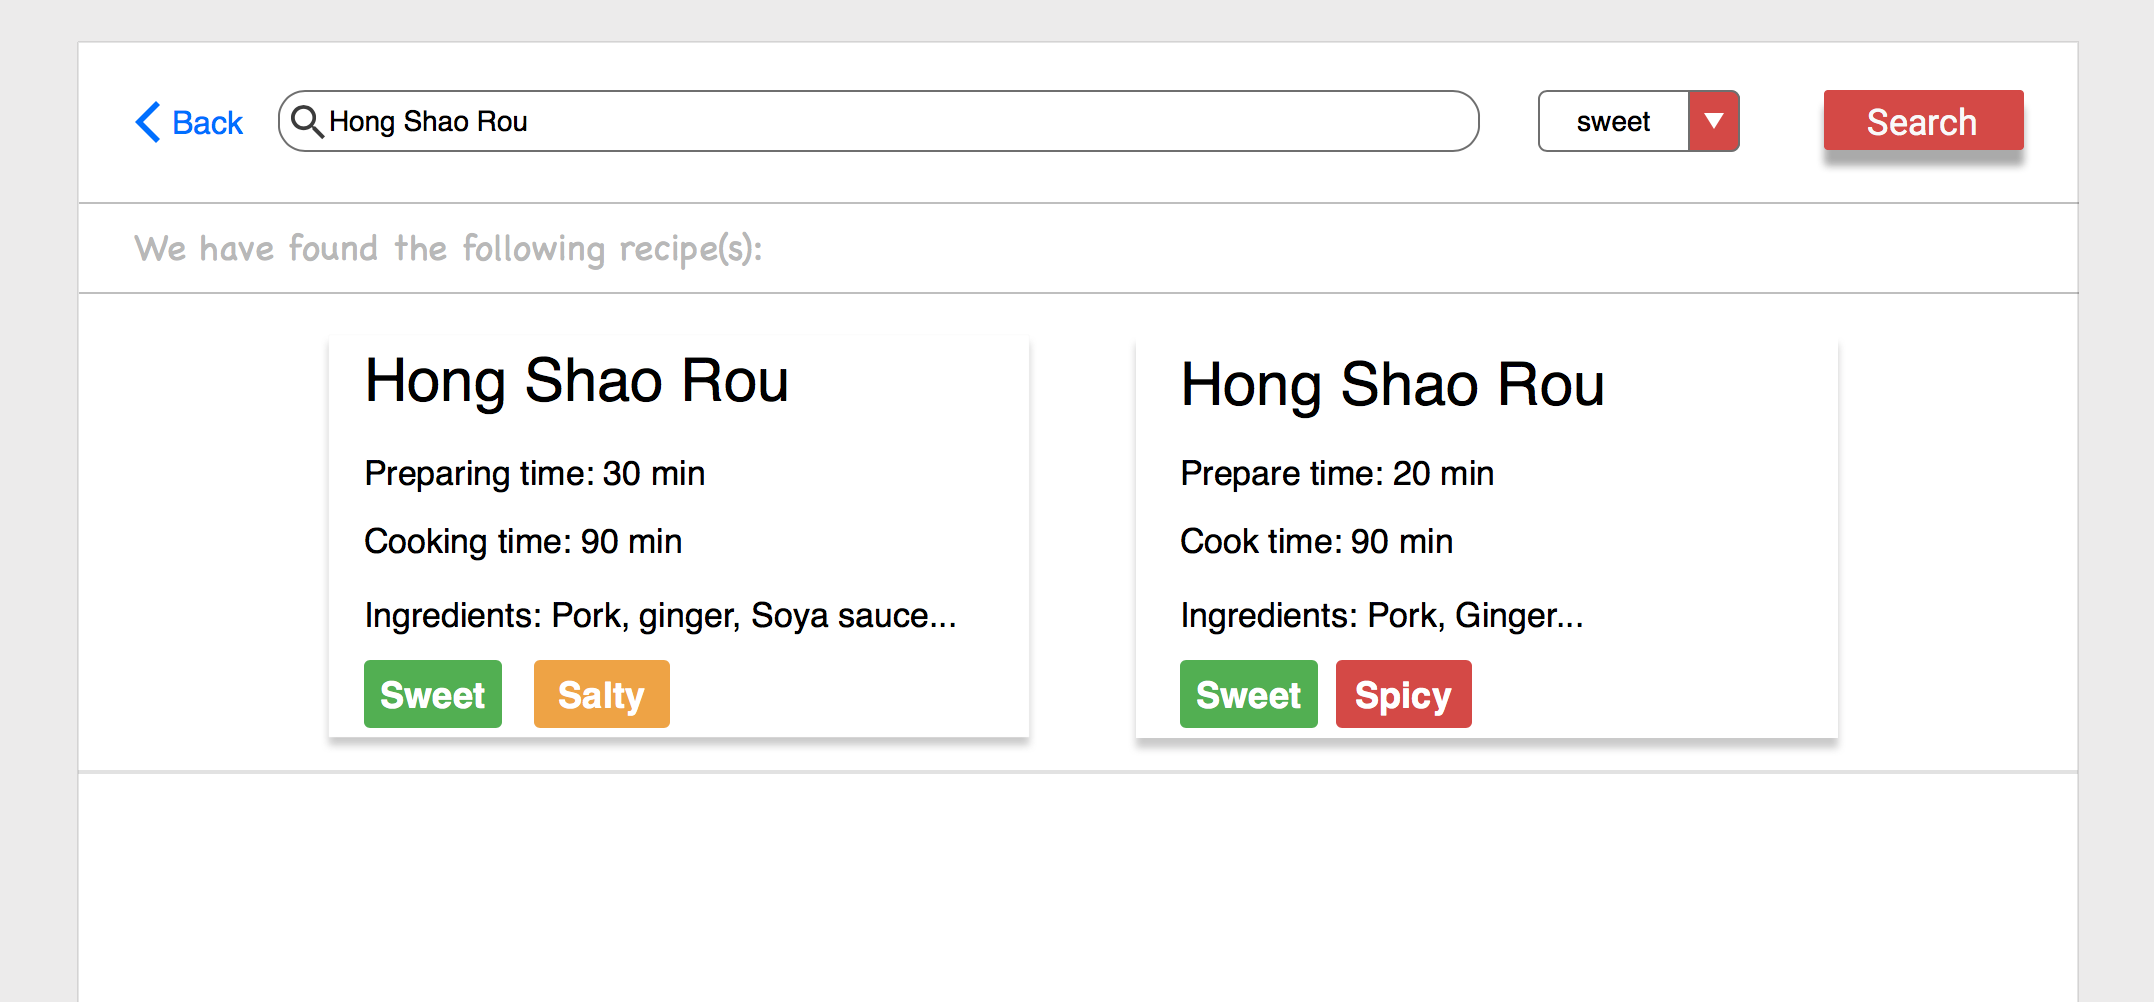 Back
Hong Shao Rou
sweet
Search
We have found the following recipe(s):
Hong Shao Rou
Preparing time: 30 min
Cooking time: 90 min
Ingredients: Pork, ginger, Soya sauce...
Sweet
Salty
Hong Shao Rou
Prepare time: 20 min
Cook time: 90 min
Ingredients: Pork, Ginger...
Sweet
Spicy